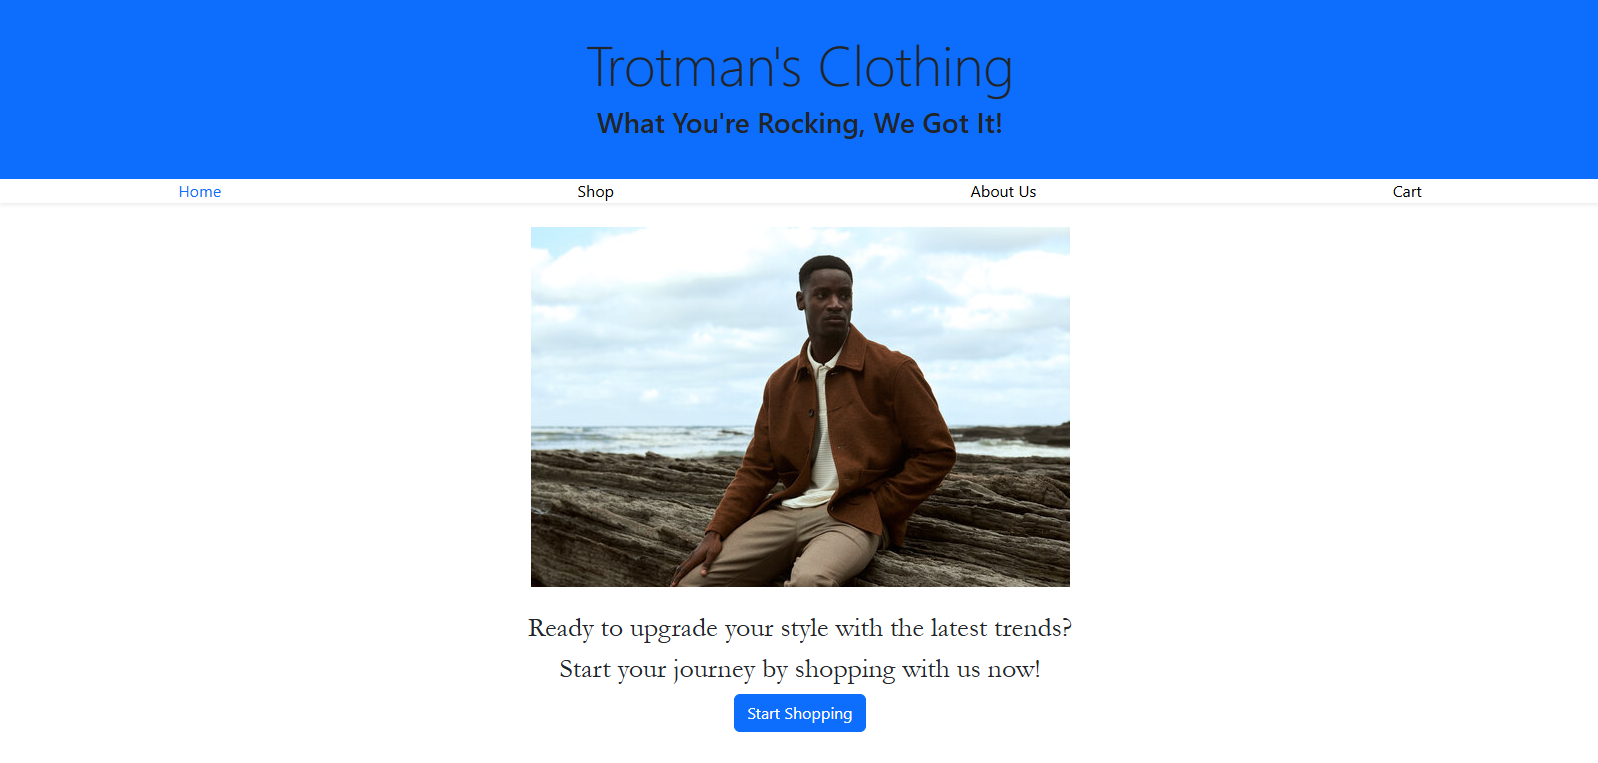 Trotman's Clothing
What You're Rocking, We Got It!
Home Shop About Us Cart
Ready to upgrade your style with the latest trends?
Start your journey by shopping with us now!
Start Shopping